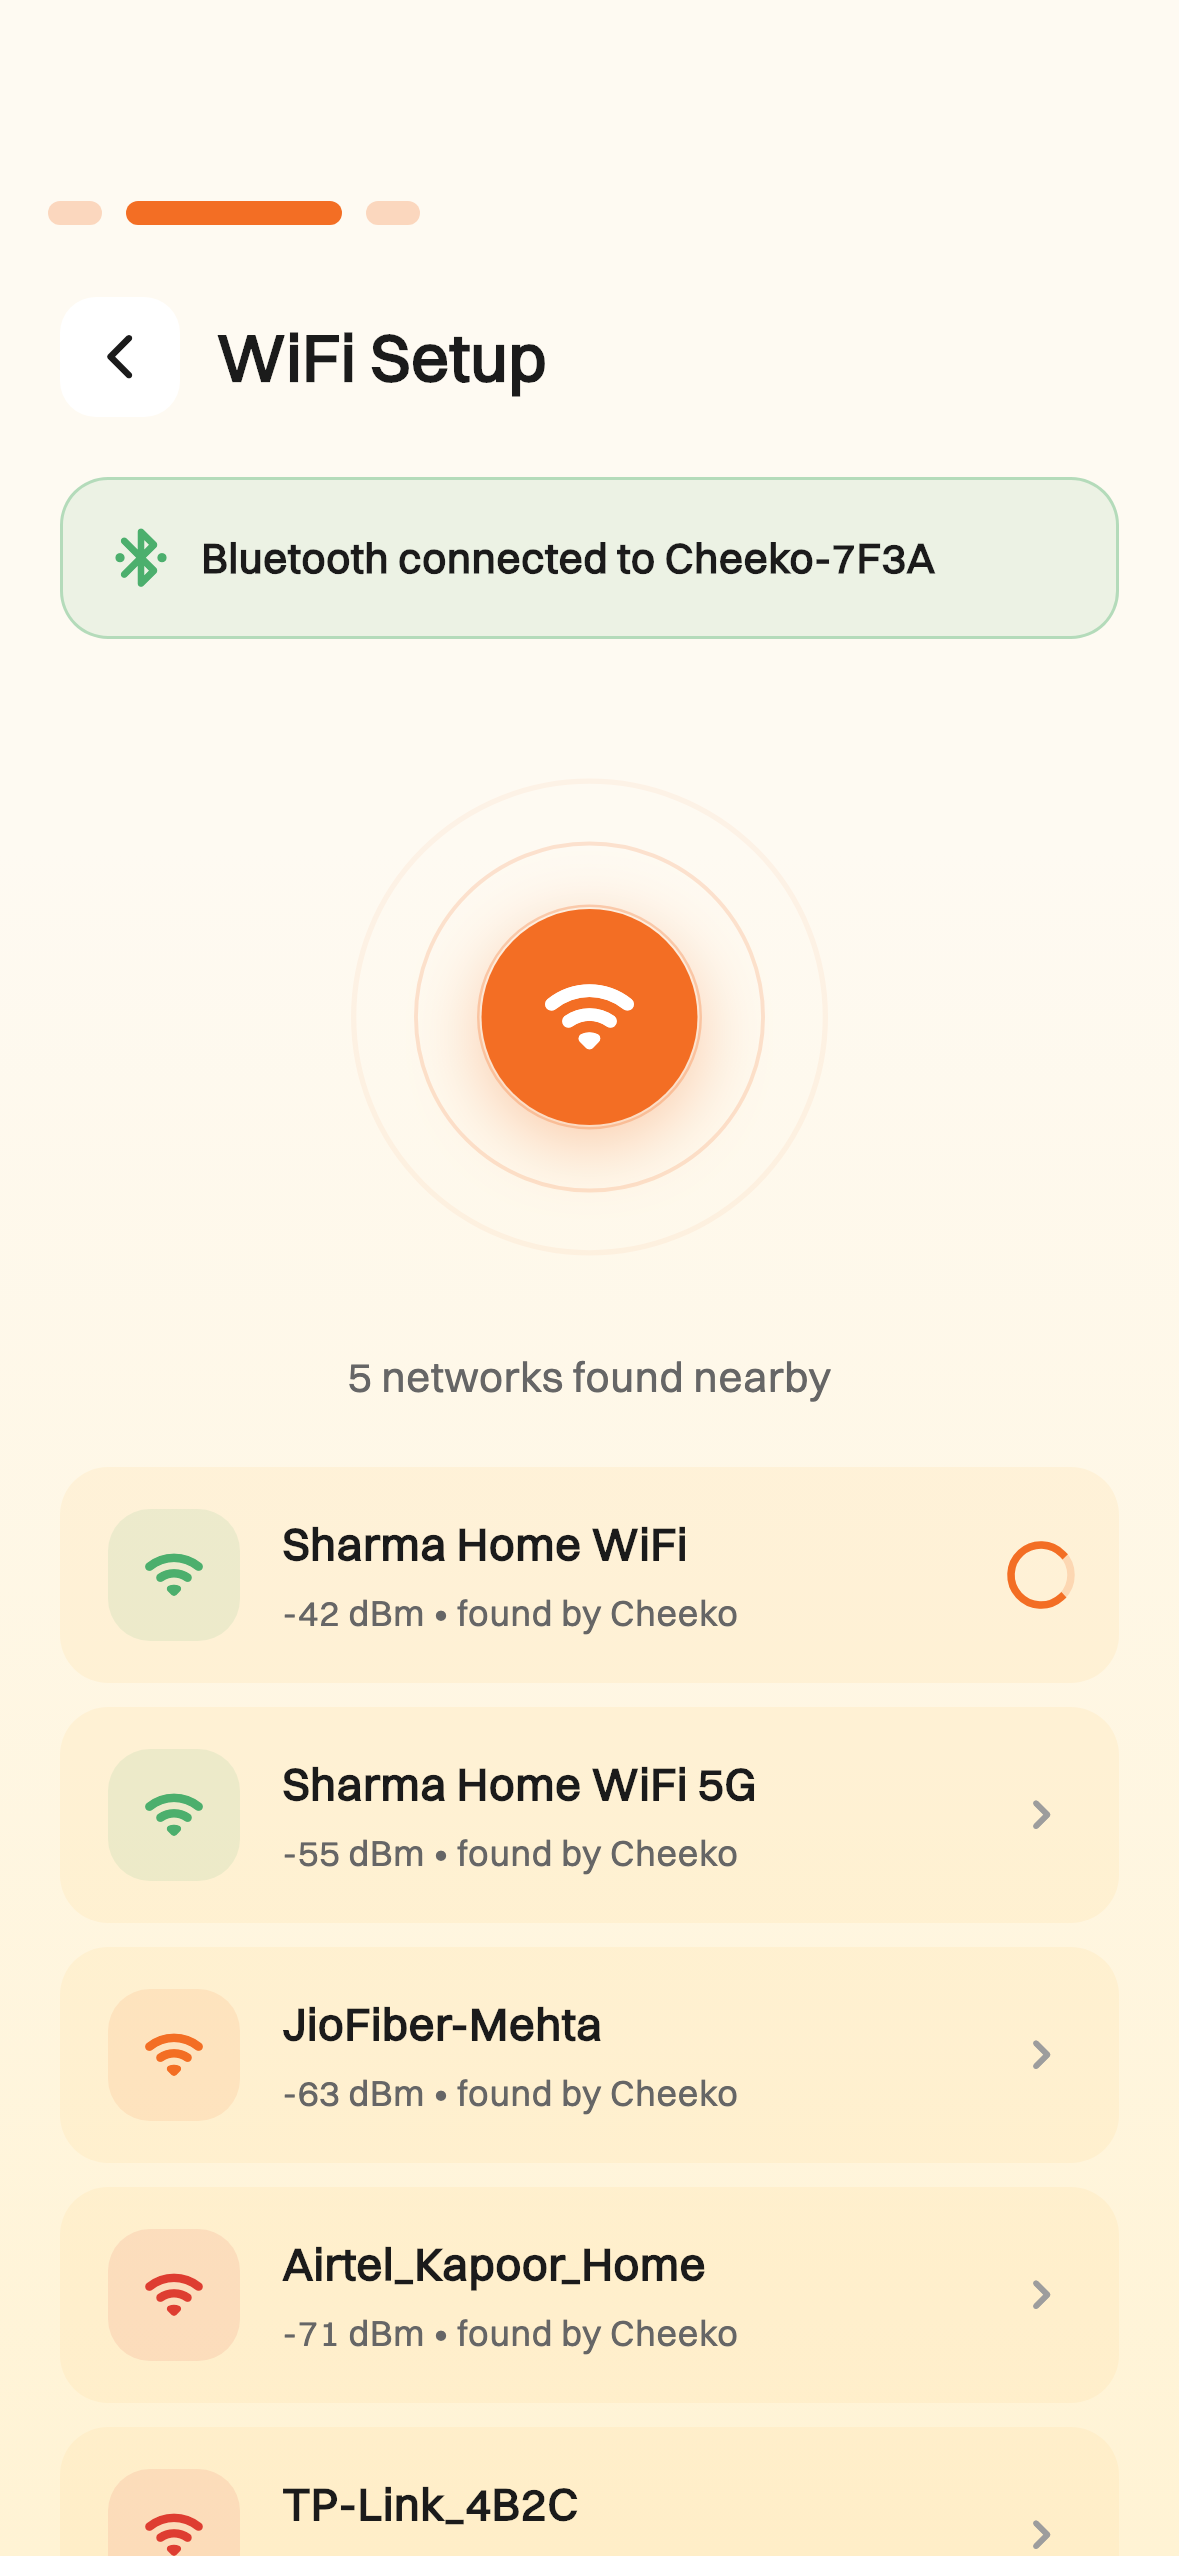 WiFi Setup
Bluetooth connected to Cheeko-7F3A
5 networks found nearby
Sharma Home WiFi
-42 dBm • found by Cheeko
Sharma Home WiFi 5G
-55 dBm • found by Cheeko
JioFiber-Mehta
-63 dBm • found by Cheeko
Airtel_Kapoor_Home
-71 dBm • found by Cheeko
TP-Link_4B2C